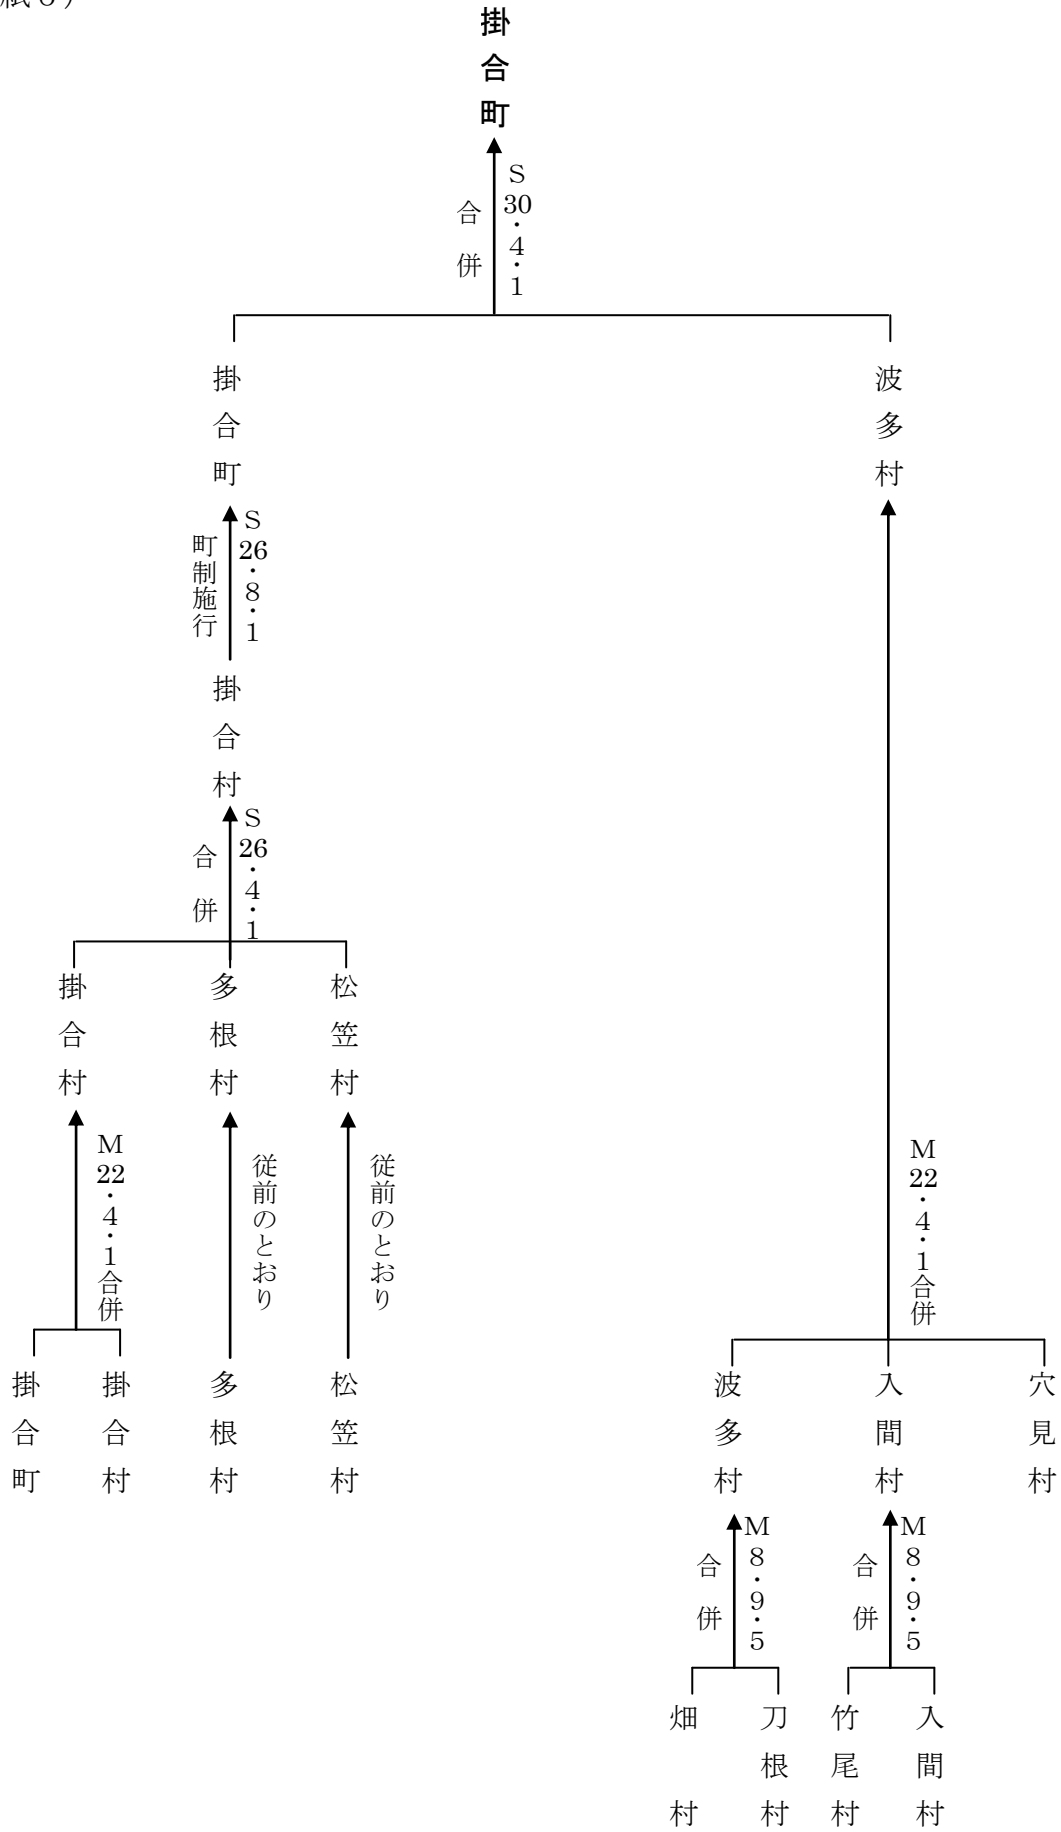 紙3）
掛合町
S30・4・1
合併
掛合町
波多村
S26・8・1
町制施行
掛合村
S26・4・1
合併
掛合村
多根村
松笠村
M22・4・1合併
従前のとおり
従前のとおり
M22・4・1合併
掛合町
掛合村
多根村
松笠村
波多村
入間村
穴見村
M8・9・5
合併
M8・9・5
合併
畑村
刀根村
竹尾村
入間村